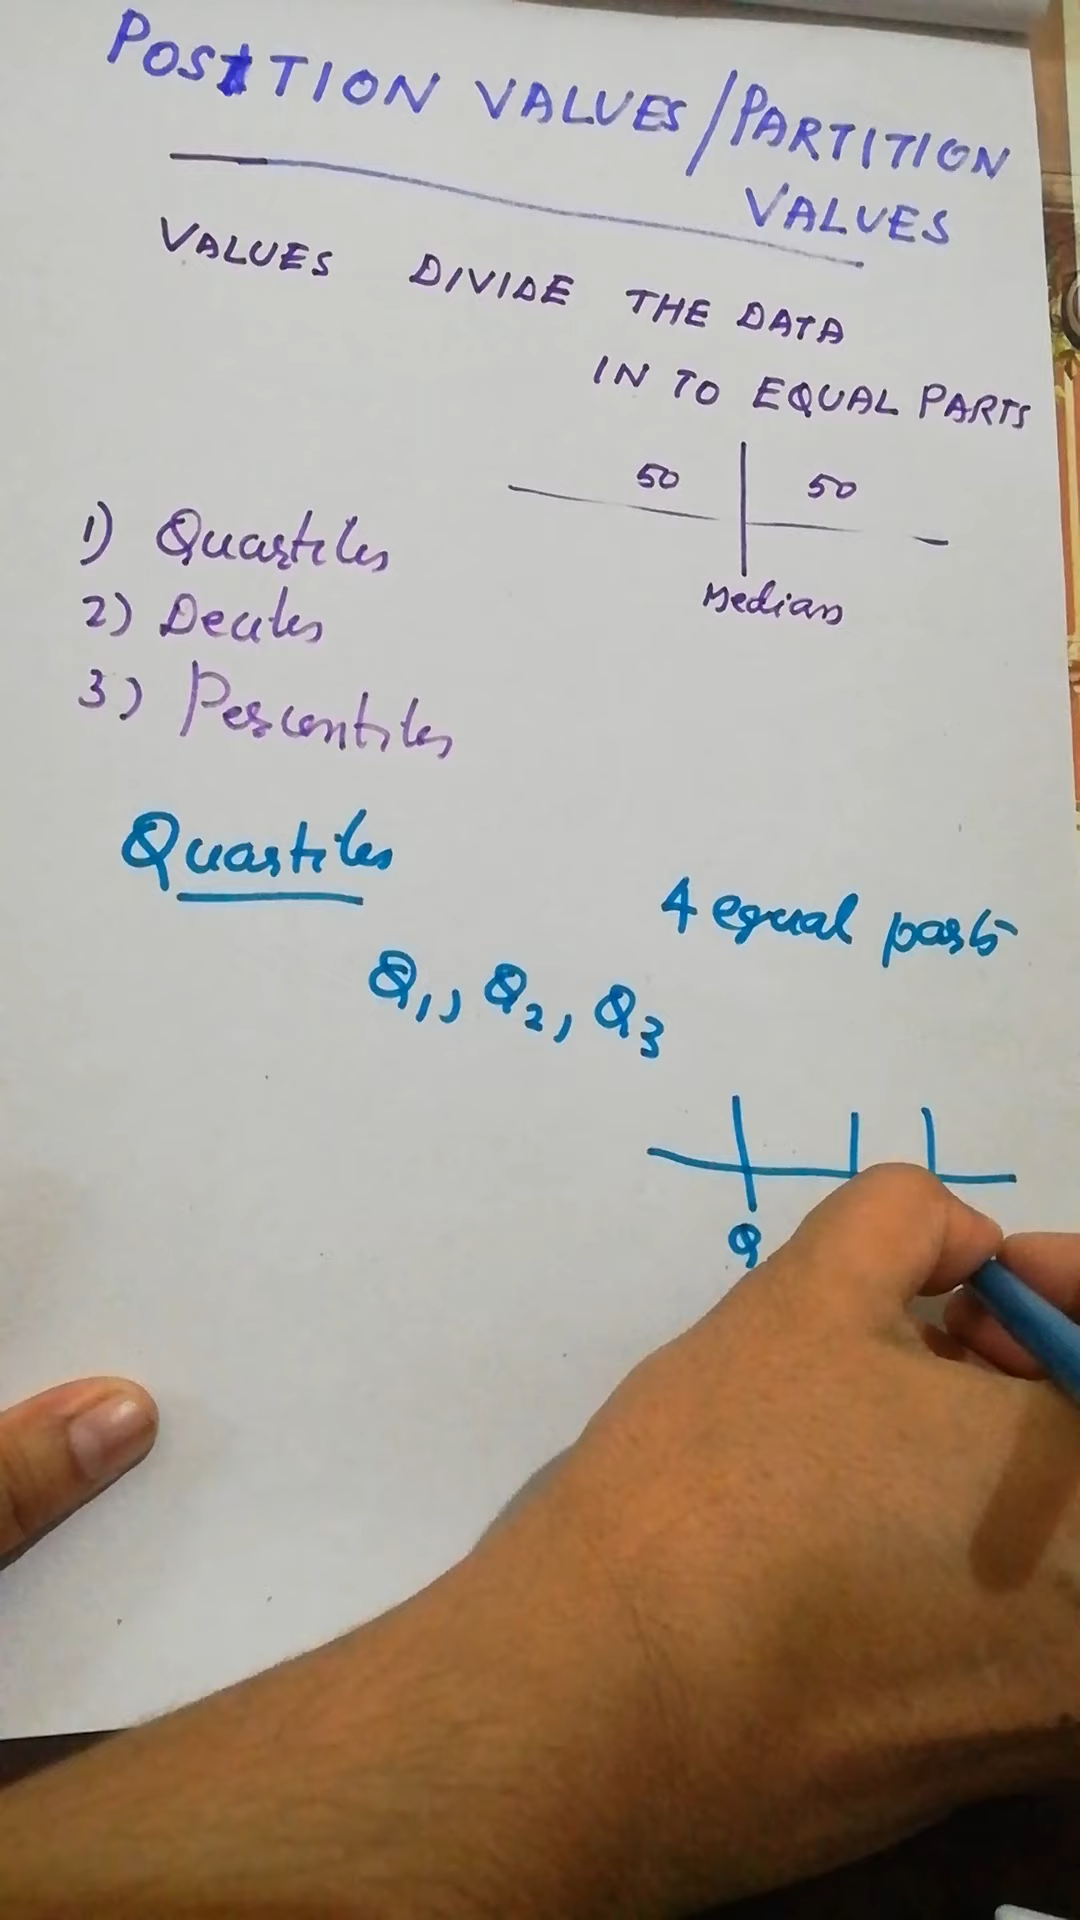 POSITION VALUES/PARTITION
VALUES
VALUES DIVIDE THE DATA
IN TO EQUAL PARTS
50 50
Median
1) Quartiles
2) Deciles
3) Percentiles
Quartiles
4 equal parts
Q1, Q2, Q3
Q